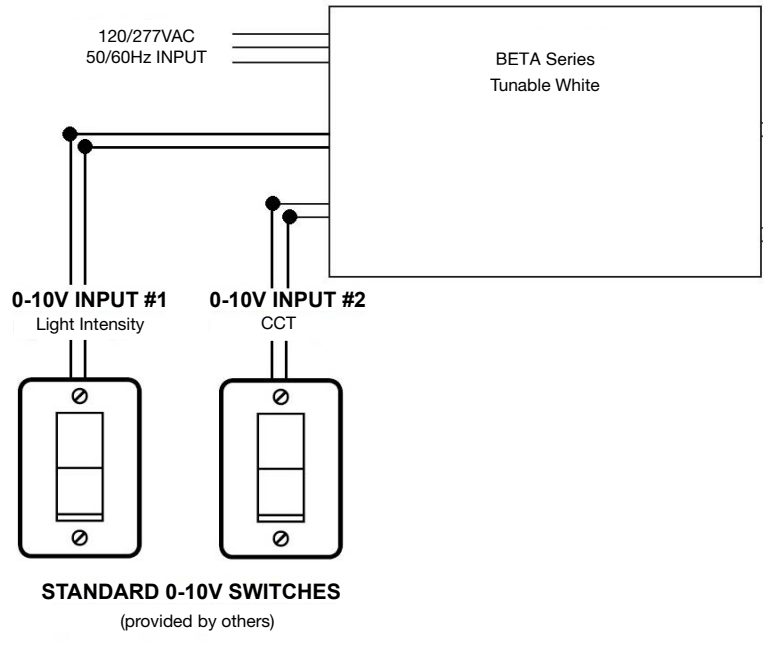 120/277VAC
50/60Hz INPUT
BETA Series
Tunable White
0-10V INPUT #1
Light Intensity
0-10V INPUT #2
CCT
STANDARD 0-10V SWITCHES
(provided by others)